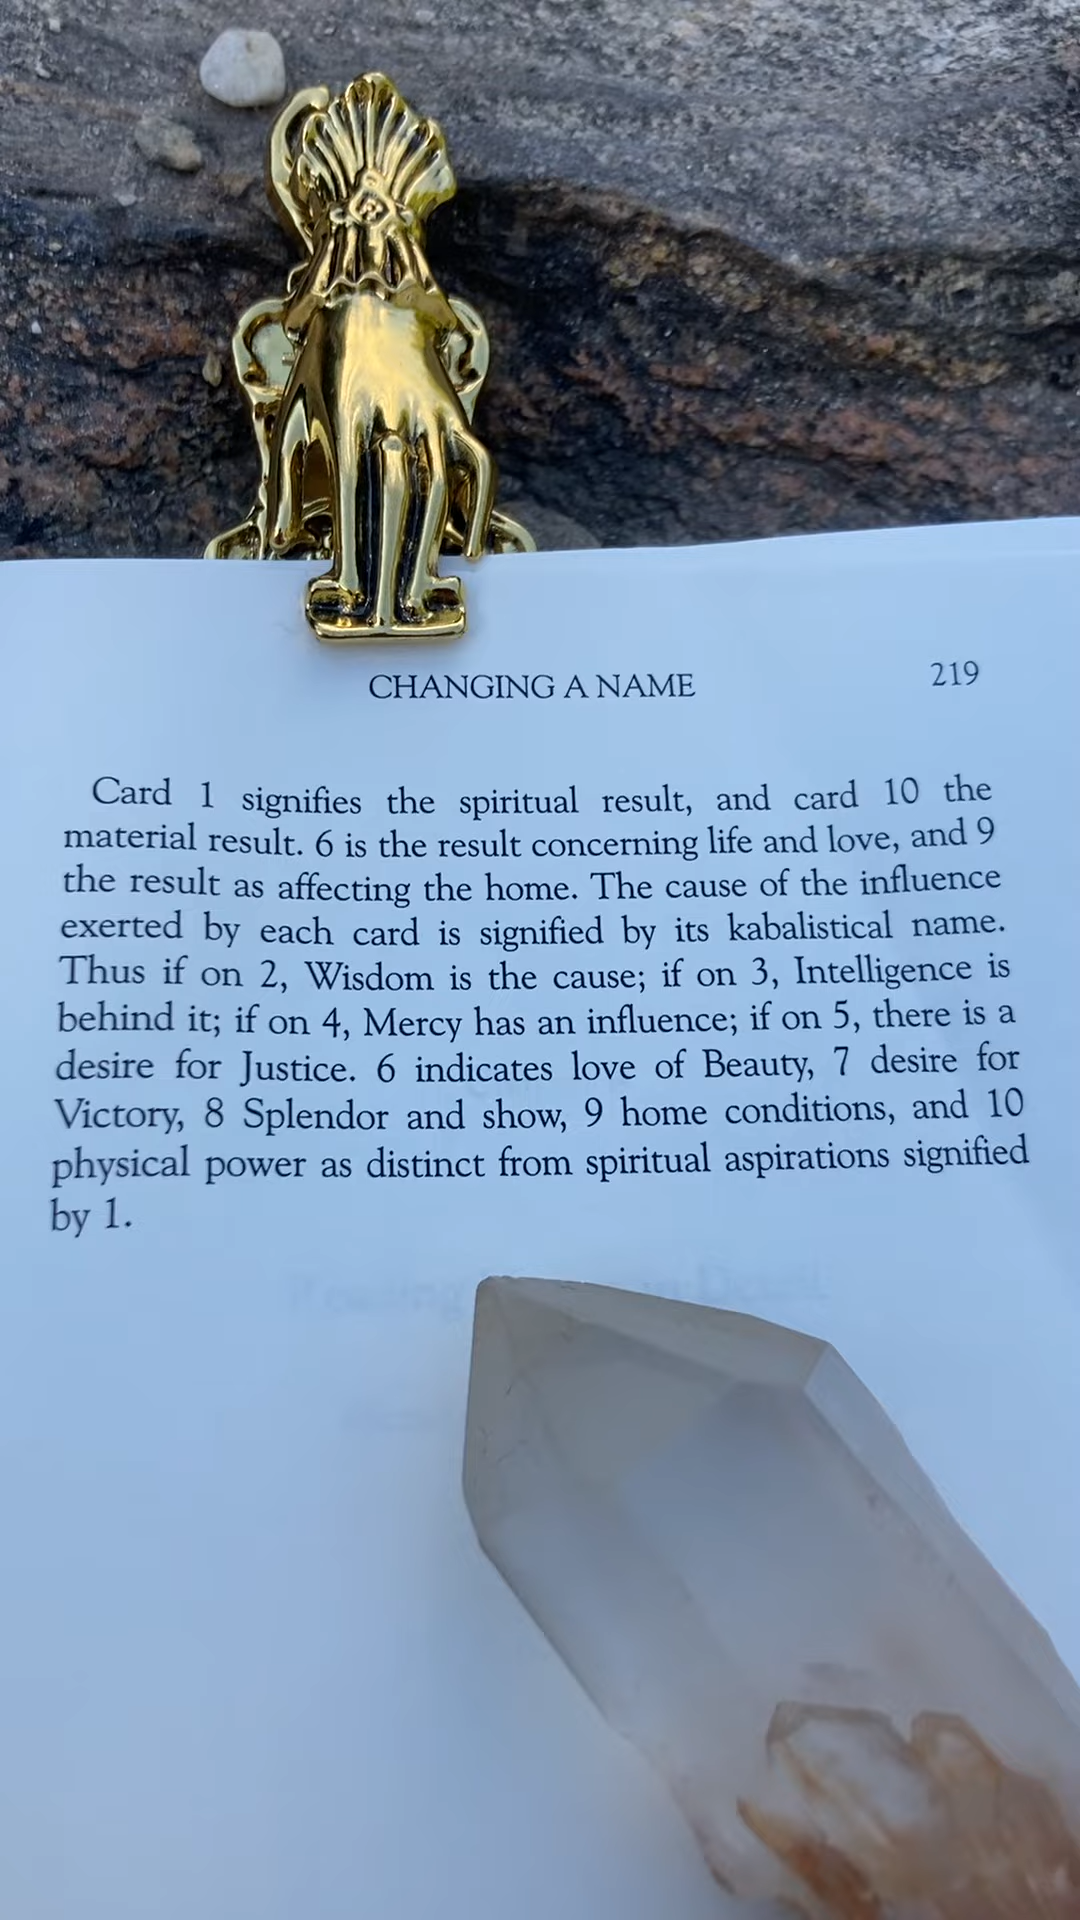 CHANGING A NAME 219
Card 1 signifies the spiritual result, and card 10 the
material result. 6 is the result concerning life and love, and 9
the result as affecting the home. The cause of the influence
exerted by each card is signified by its kabalistical name.
Thus if on 2, Wisdom is the cause; if on 3, Intelligence is
behind it; if on 4, Mercy has an influence; if on 5, there is a
desire for Justice. 6 indicates love of Beauty, 7 desire for
Victory, 8 Splendor and show, 9 home conditions, and 10
physical power as distinct from spiritual aspirations signified
by 1.